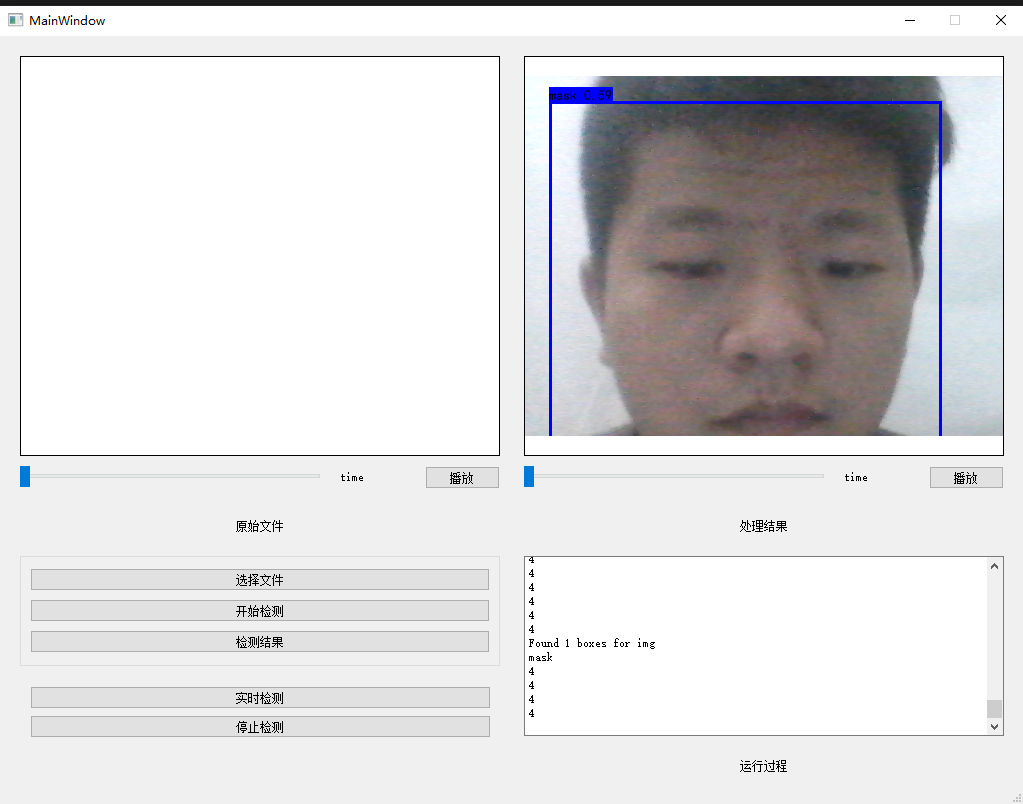 MainWindow
mask 0.59
time
播放
time
播放
原始文件
处理结果
选择文件
开始检测
检测结果
实时检测
停止检测
4
4
4
4
4
4
Found 1 boxes for img
mask
4
4
4
4
运行过程